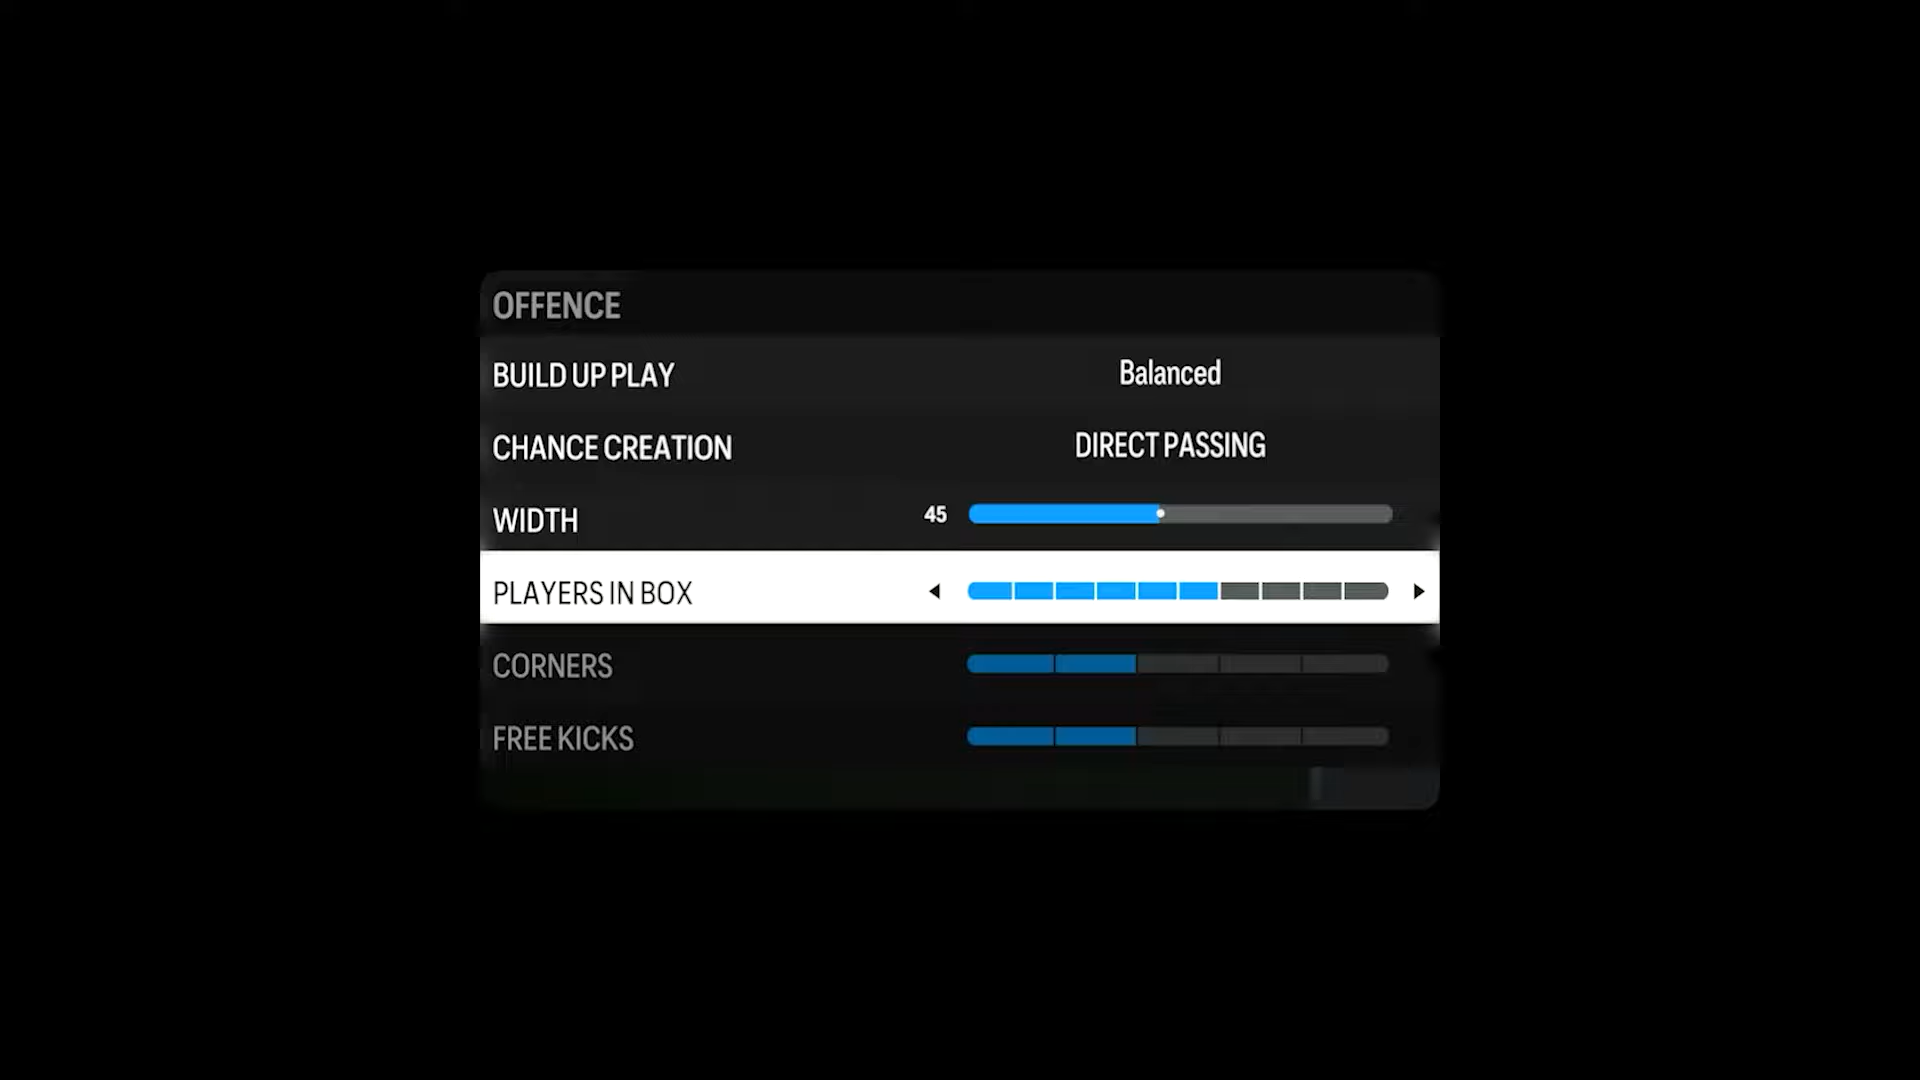 OFFENCE
BUILD UP PLAY Balanced
CHANCE CREATION DIRECT PASSING
WIDTH 45
PLAYERS IN BOX
CORNERS
FREE KICKS